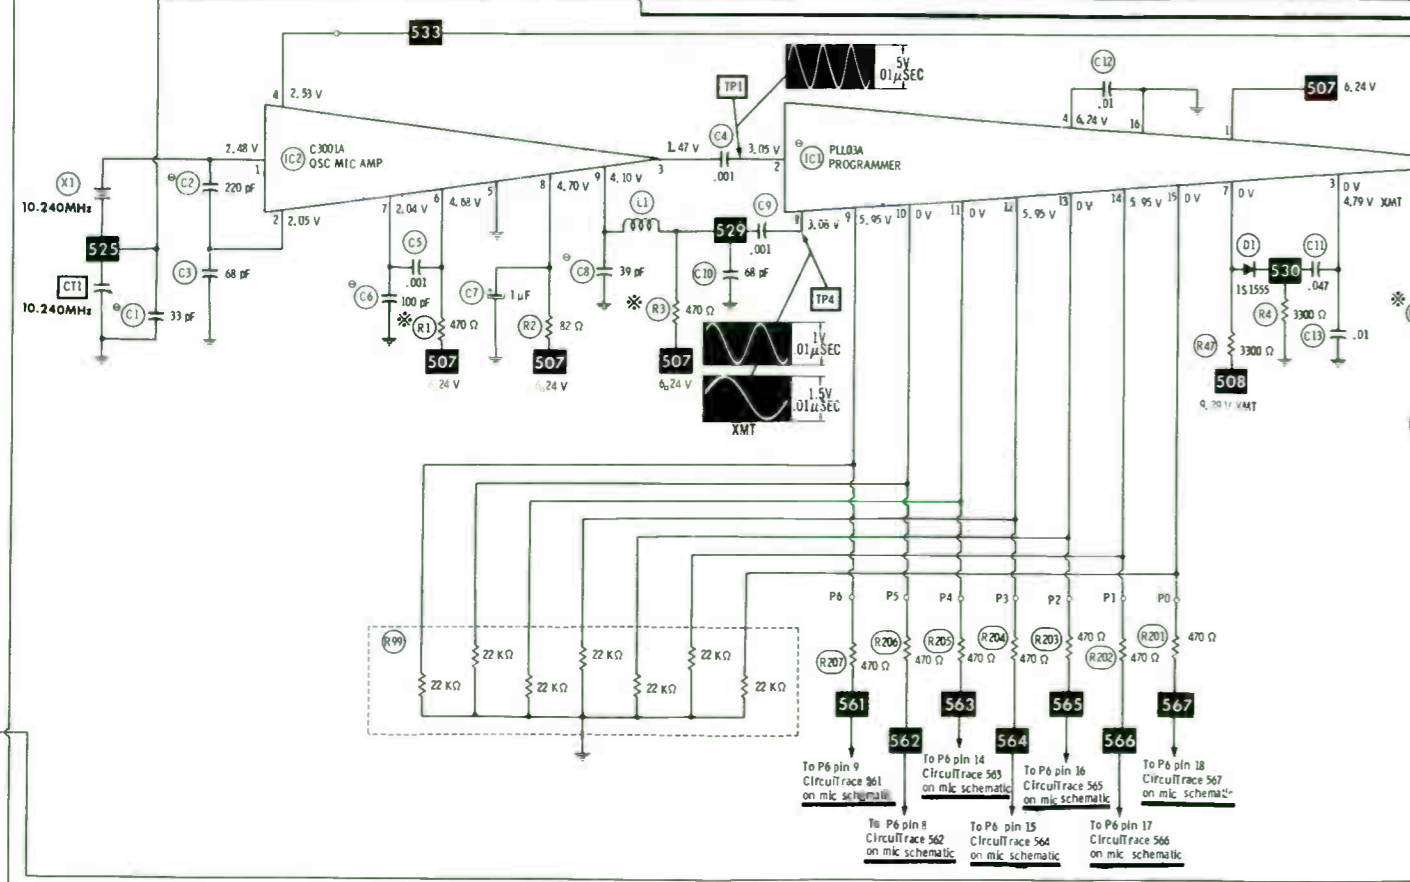 533
4
2.53 V
2.48 V
1
IC2
C3001A
OSC MIC AMP
1.47 V
3
2
2.05 V
7
2.04 V
6
4.68 V
5
8
4.70 V
9
4.10 V
X1
10.240MHz
525
CT1
10.240MHz
C1
33 pF
C2
220 pF
C3
68 pF
C5
.001
C6
100 pF
※
R1
470 Ω
507
6.24 V
C7
1 µF
R2
82 Ω
507
6.24 V
C8
39 pF
L1
※
R3
470 Ω
507
6.24 V
529
C9
.001
C10
68 pF
TP1
C4
.001
5V
.01µSEC
3.05 V
2
IC1
PLL03A
PROGRAMMER
8
3.08 V
TP4
1V
.01µSEC
1.5V
.01µSEC
XMT
C12
.01
4
6.24 V
16
1
507
6.24 V
9
5.95 V
10
0 V
11
0 V
12
5.95 V
13
0 V
14
5.95 V
15
0 V
7
0 V
3
0 V
4.79 V XMT
D1
1S1555
530
C11
.047
R4
3300 Ω
C13
.01
※
R47
3300 Ω
508
XMT
R99
22 KΩ
22 KΩ
22 KΩ
22 KΩ
22 KΩ
22 KΩ
22 KΩ
P6
P5
P4
P3
P2
P1
P0
R207
470 Ω
R206
470 Ω
R205
470 Ω
R204
470 Ω
R203
470 Ω
R202
470 Ω
R201
470 Ω
561
562
563
564
565
566
567
To P6 pin 9
CircuiTrace 561
on mic schematic
To P6 pin 14
CircuiTrace 563
on mic schematic
To P6 pin 16
CircuiTrace 565
on mic schematic
To P6 pin 18
CircuiTrace 567
on mic schematic
To P6 pin 8
CircuiTrace 562
on mic schematic
To P6 pin 15
CircuiTrace 564
on mic schematic
To P6 pin 17
CircuiTrace 566
on mic schematic